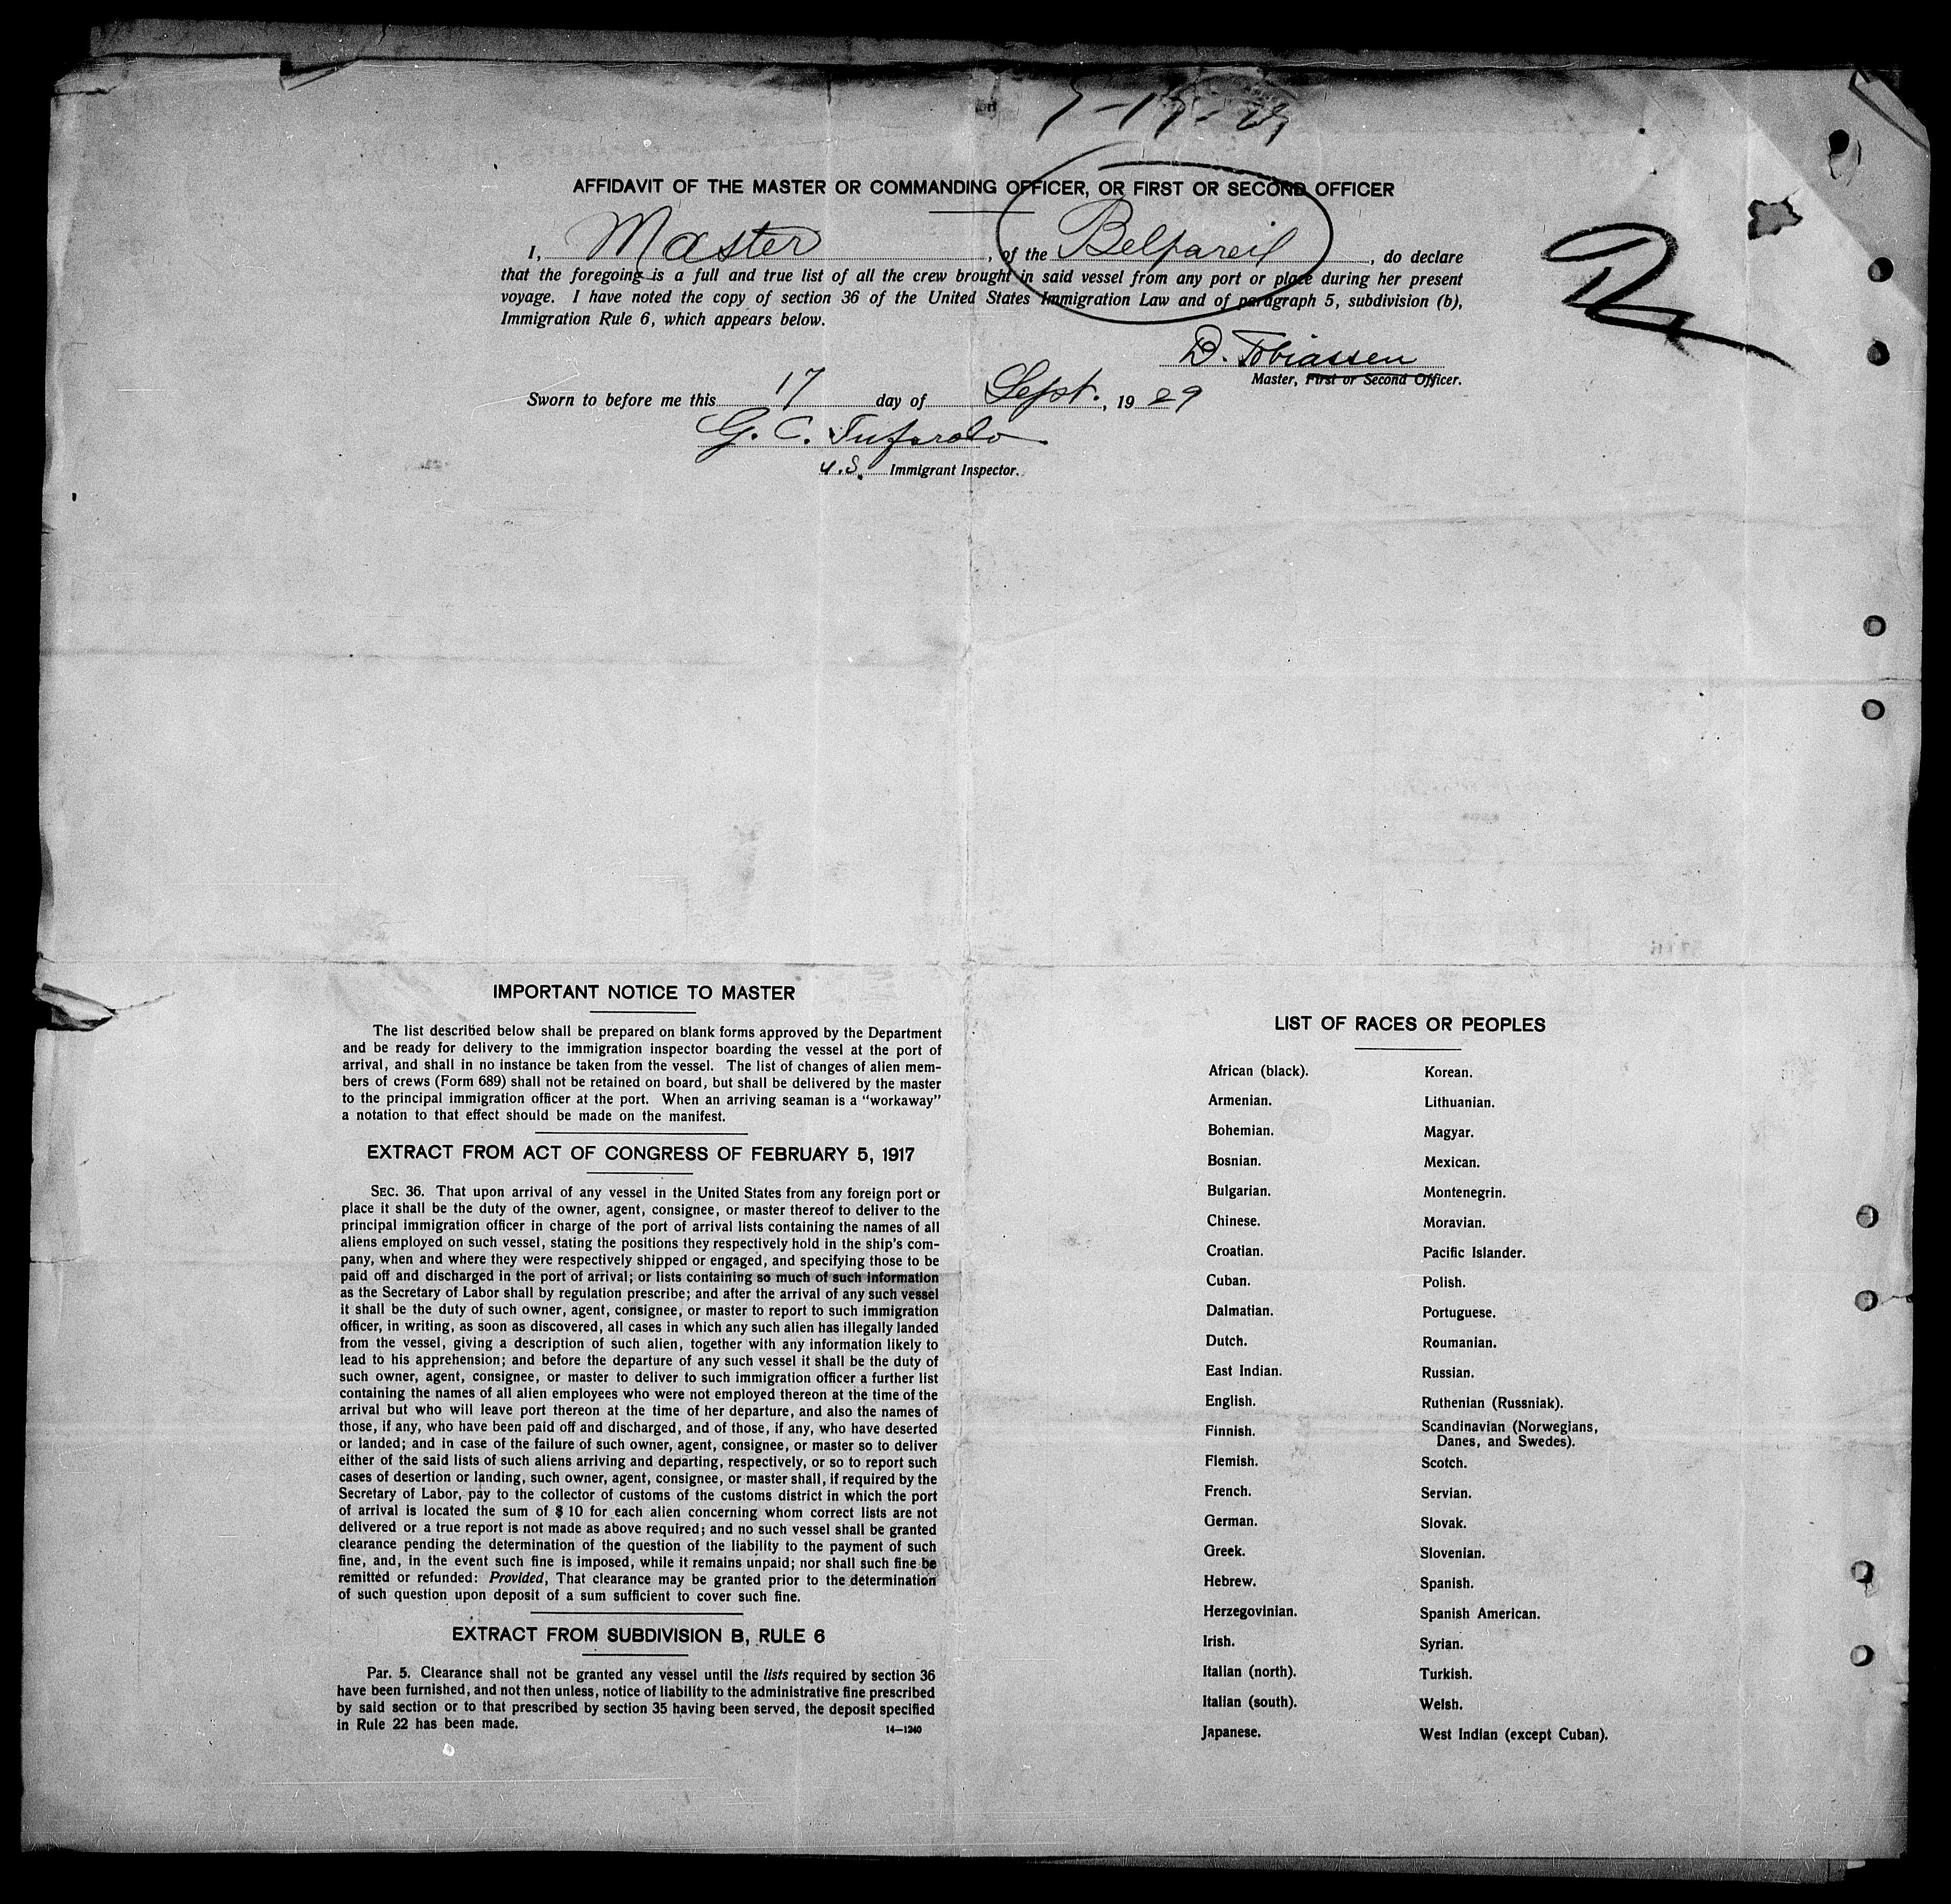 AFFIDAVIT OF THE MASTER OR COMMANDING OFFICER, OR FIRST OR SECOND OFFICER
I, Master, of the Belpareil, do declare
that the foregoing is a full and true list of all the crew brought in said vessel from any port or place during her present
voyage. I have noted the copy of section 36 of the United States Immigration Law and of paragraph 5, subdivision (b),
Immigration Rule 6, which appears below.
D. Tobiassen
Master, First or Second Officer.
Sworn to before me this 17 day of Sept., 1929
G. C.
U.S. Immigrant Inspector.
IMPORTANT NOTICE TO MASTER
The list described below shall be prepared on blank forms approved by the Department
and be ready for delivery to the immigration inspector boarding the vessel at the port of
arrival, and shall in no instance be taken from the vessel. The list of changes of alien mem-
bers of crews (Form 689) shall not be retained on board, but shall be delivered by the master
to the principal immigration officer at the port. When an arriving seaman is a "workaway"
a notation to that effect should be made on the manifest.
EXTRACT FROM ACT OF CONGRESS OF FEBRUARY 5, 1917
SEC. 36. That upon arrival of any vessel in the United States from any foreign port or
place it shall be the duty of the owner, agent, consignee, or master thereof to deliver to the
principal immigration officer in charge of the port of arrival lists containing the names of all
aliens employed on such vessel, stating the positions they respectively hold in the ship's com-
pany, when and where they were respectively shipped or engaged, and specifying those to be
paid off and discharged in the port of arrival; or lists containing so much of such information
as the Secretary of Labor shall by regulation prescribe; and after the arrival of any such vessel
it shall be the duty of such owner, agent, consignee, or master to report to such immigration
officer, in writing, as soon as discovered, all cases in which any such alien has illegally landed
from the vessel, giving a description of such alien, together with any information likely to
lead to his apprehension; and before the departure of any such vessel it shall be the duty of
such owner, agent, consignee, or master to deliver to such immigration officer a further list
containing the names of all alien employees who were not employed thereon at the time of the
arrival but who will leave port thereon at the time of her departure, and also the names of
those, if any, who have been paid off and discharged, and of those, if any, who have deserted
or landed; and in case of the failure of such owner, agent, consignee, or master so to deliver
either of the said lists of such aliens arriving and departing, respectively, or so to report such
cases of desertion or landing, such owner, agent, consignee, or master shall, if required by the
Secretary of Labor, pay to the collector of customs of the customs district in which the port
of arrival is located the sum of $10 for each alien concerning whom correct lists are not
delivered or a true report is not made as above required; and no such vessel shall be granted
clearance pending the determination of the question of the liability to the payment of such
fine, and, in the event such fine is imposed, while it remains unpaid; nor shall such fine be
remitted or refunded: Provided, That clearance may be granted prior to the determination
of such question upon deposit of a sum sufficient to cover such fine.
EXTRACT FROM SUBDIVISION B, RULE 6
Par. 5. Clearance shall not be granted any vessel until the lists required by section 36
have been furnished, and not then unless, notice of liability to the administrative fine prescribed
by said section or to that prescribed by section 35 having been served, the deposit specified
in Rule 22 has been made.
14—1240
LIST OF RACES OR PEOPLES
African (black).
Armenian.
Bohemian.
Bosnian.
Bulgarian.
Chinese.
Croatian.
Cuban.
Dalmatian.
Dutch.
East Indian.
English.
Finnish.
Flemish.
French.
German.
Greek.
Hebrew.
Herzegovinian.
Irish.
Italian (north).
Italian (south).
Japanese.
Korean.
Lithuanian.
Magyar.
Mexican.
Montenegrin.
Moravian.
Pacific Islander.
Polish.
Portuguese.
Roumanian.
Russian.
Ruthenian (Russniak).
Scandinavian (Norwegians,
Danes, and Swedes).
Scotch.
Servian.
Slovak.
Slovenian.
Spanish.
Spanish American.
Syrian.
Turkish.
Welsh.
West Indian (except Cuban).